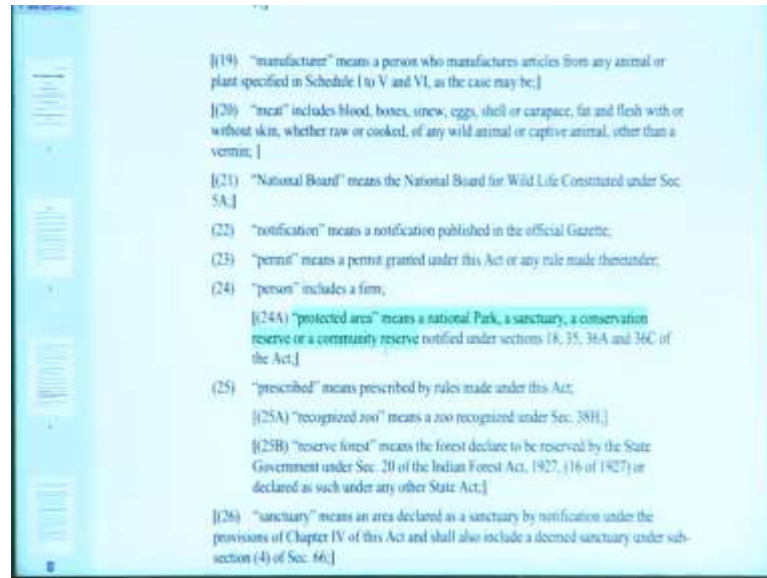 [(19) "manufacturer" means a person who manufactures articles from any animal or
plant specified in Schedule I to V and VI, as the case may be;]
[(20) "meat" includes blood, bones, sinew, eggs, shell or carapace, fat and flesh with or
without skin, whether raw or cooked, of any wild animal or captive animal, other than a
vermin; ]
[(21) "National Board" means the National Board for Wild Life Constituted under Sec.
5A;]
(22) "notification" means a notification published in the official Gazette;
(23) "permit" means a permit granted under this Act or any rule made thereunder;
(24) "person" includes a firm;
[(24A) "protected area" means a national Park, a sanctuary, a conservation
reserve or a community reserve notified under sections 18, 35, 36A and 36C of
the Act;]
(25) "prescribed" means prescribed by rules made under this Act;
[(25A) "recognized zoo" means a zoo recognized under Sec. 38H;]
[(25B) "reserve forest" means the forest declare to be reserved by the State
Government under Sec. 20 of the Indian Forest Act, 1927, (16 of 1927) or
declared as such under any other State Act;]
[(26) "sanctuary" means an area declared as a sanctuary by notification under the
provisions of Chapter IV of this Act and shall also include a deemed sanctuary under sub-
section (4) of Sec. 66;]